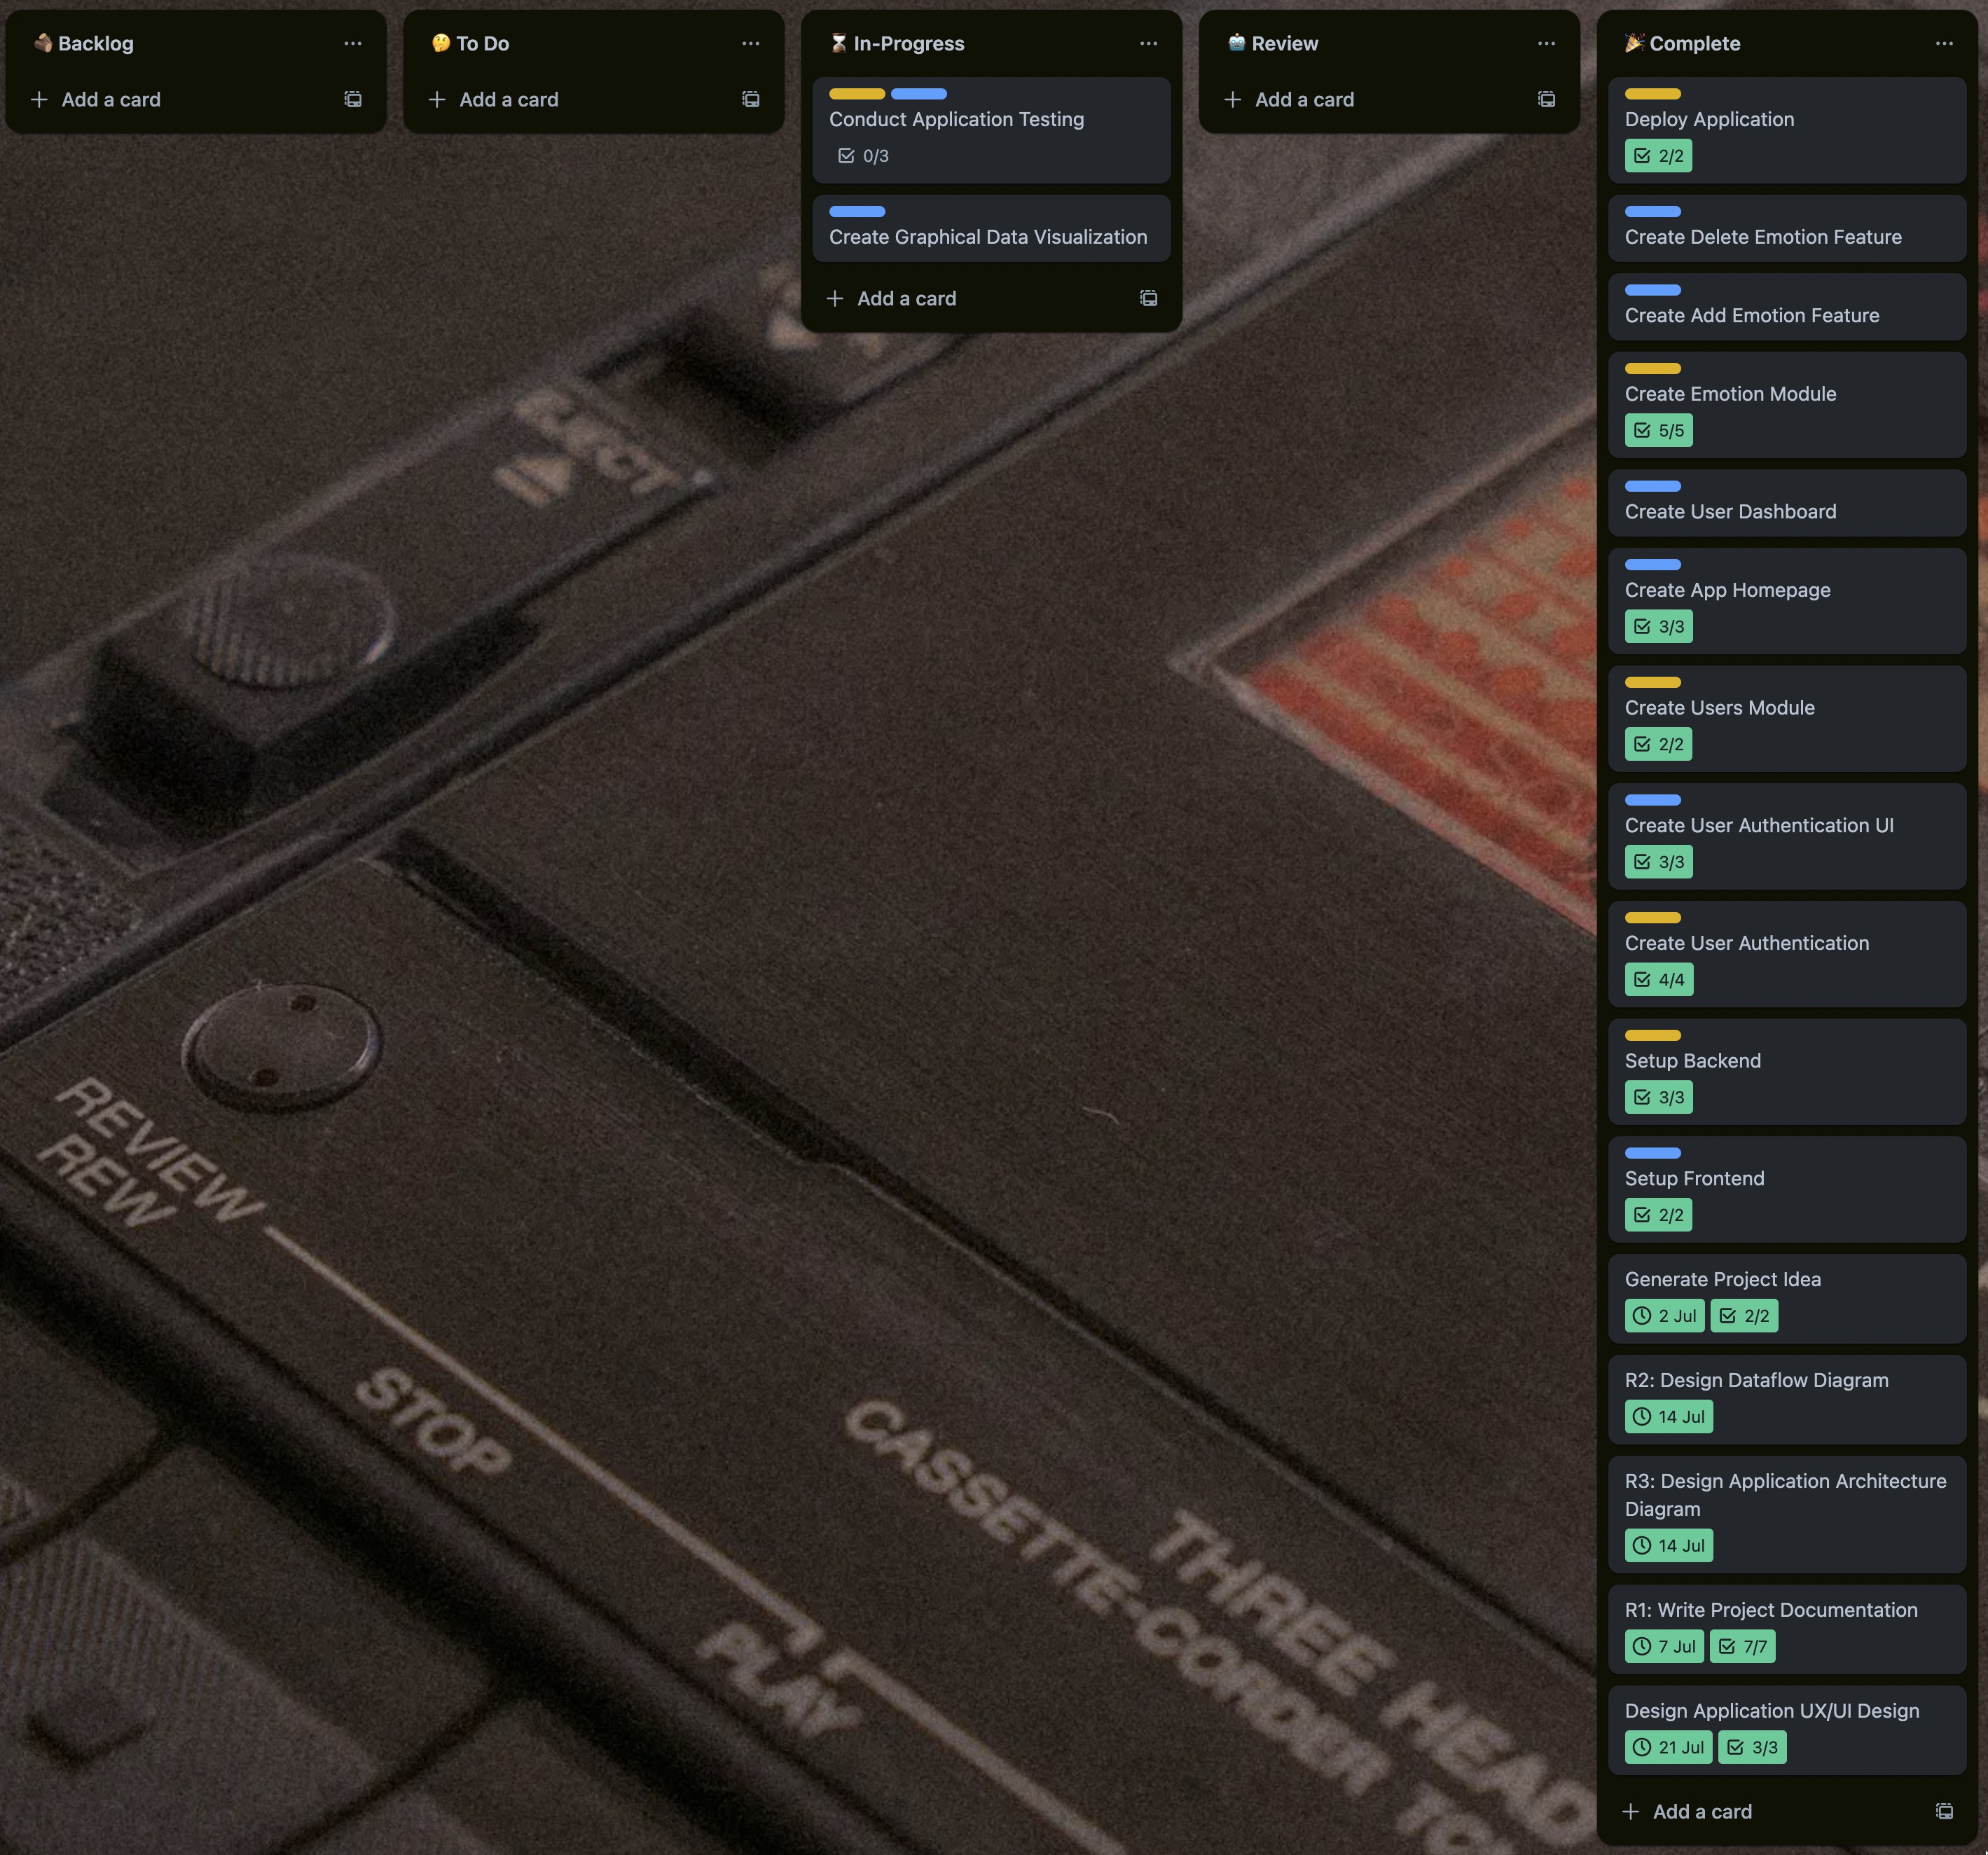 Backlog
Add a card
To Do
Add a card
In-Progress
Conduct Application Testing
0/3
Create Graphical Data Visualization
Add a card
Review
Add a card
Complete
Deploy Application
2/2
Create Delete Emotion Feature
Create Add Emotion Feature
Create Emotion Module
5/5
Create User Dashboard
Create App Homepage
3/3
Create Users Module
2/2
Create User Authentication UI
3/3
Create User Authentication
4/4
Setup Backend
3/3
Setup Frontend
2/2
Generate Project Idea
2 Jul 2/2
R2: Design Dataflow Diagram
14 Jul
R3: Design Application Architecture
Diagram
14 Jul
R1: Write Project Documentation
7 Jul 7/7
Design Application UX/UI Design
21 Jul 3/3
Add a card
EJECT
REVIEW
REW
STOP
PLAY
THREE HEAD
CASSETTE-CORDER